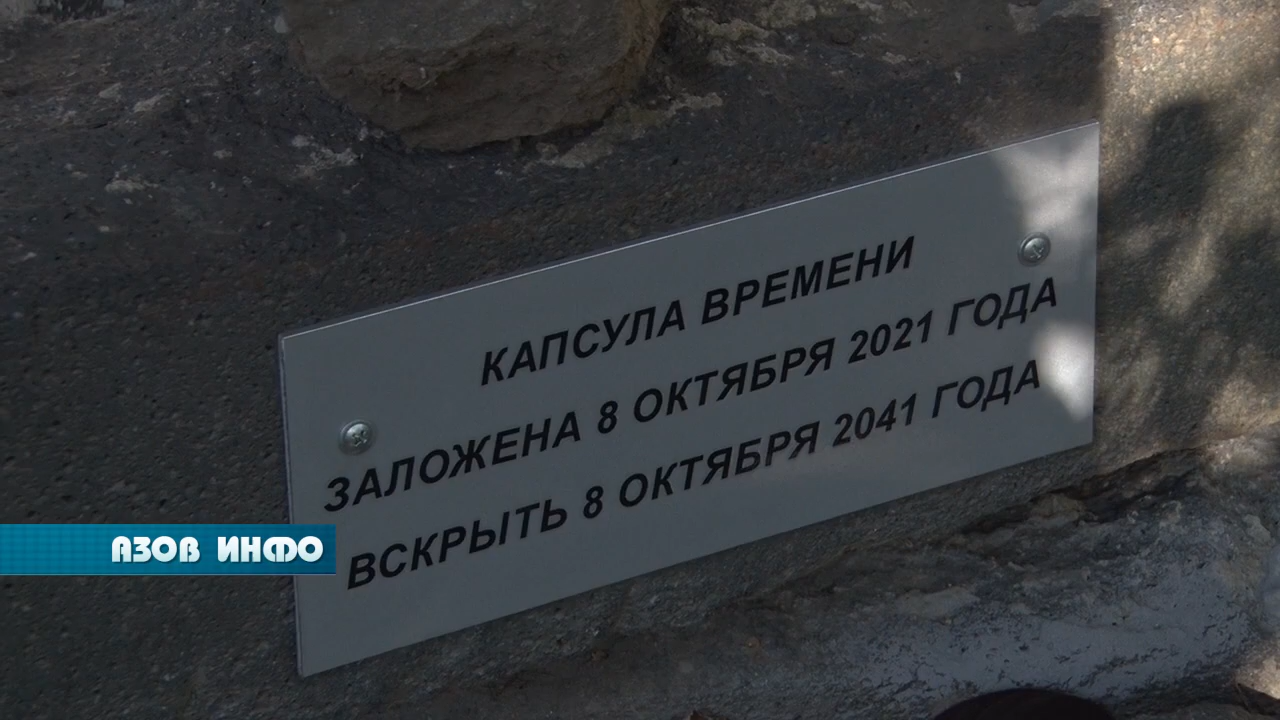 КАПСУЛА ВРЕМЕНИ
ЗАЛОЖЕНА 8 ОКТЯБРЯ 2021 ГОДА
ВСКРЫТЬ 8 ОКТЯБРЯ 2041 ГОДА
АЗОВ ИНФО